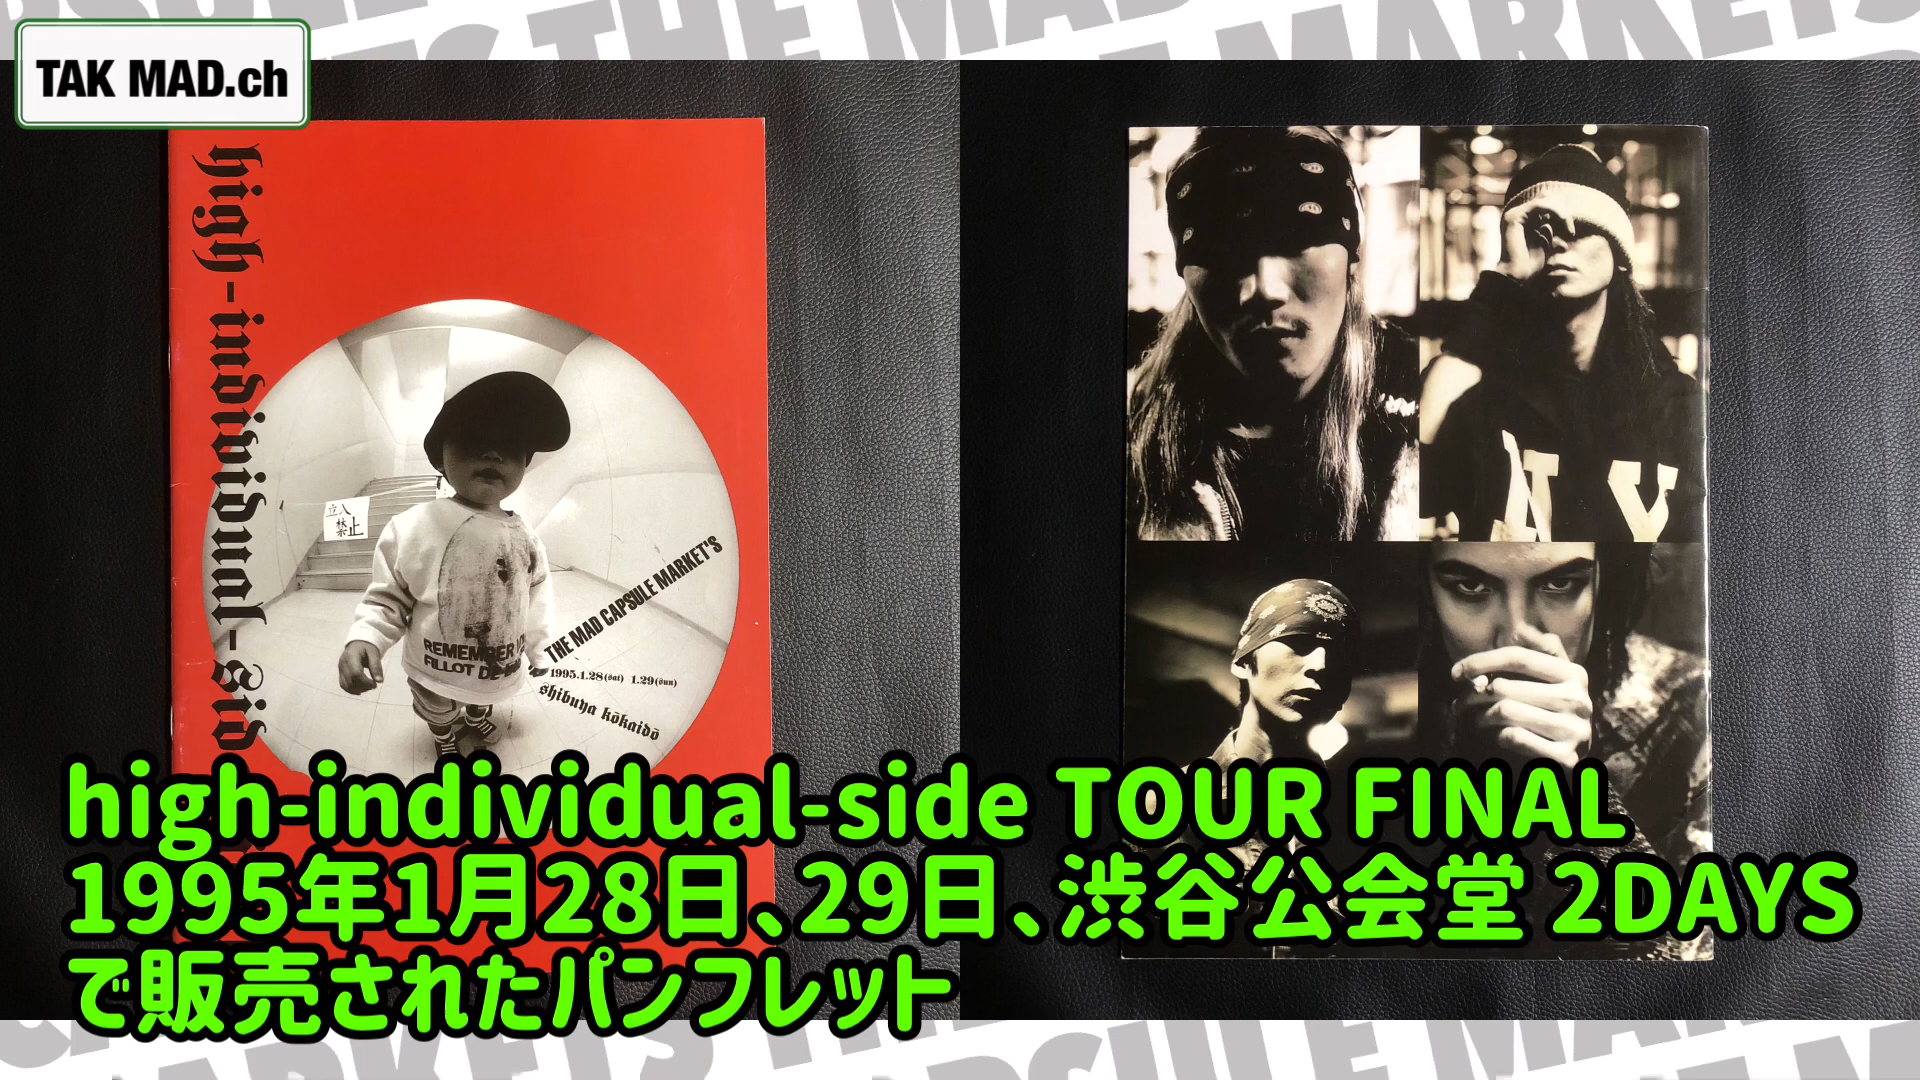 TAK MAD.ch
high-individual-side
立入
禁止
REMEMBER
FILLOT DE
THE MAD CAPSULE MARKET'S
1995.1.28(sat) 1.29(sun)
shibuya kōkaidō
NY
high-individual-side TOUR FINAL
1995年1月28日、29日、渋谷公会堂 2DAYS
で販売されたパンフレット